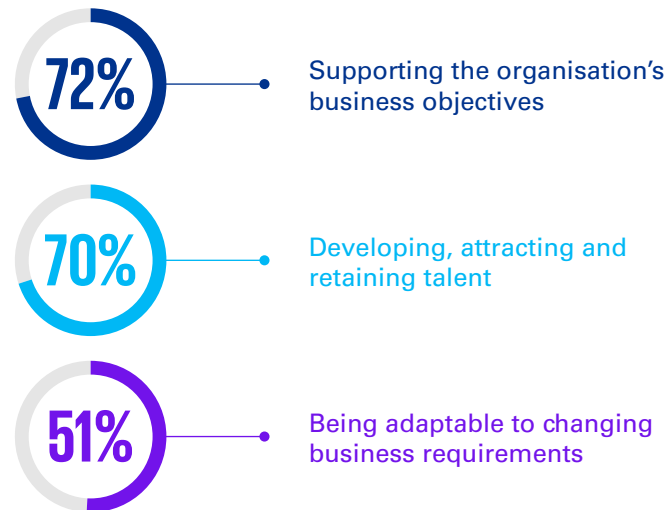 72%
Supporting the organisation's
business objectives
70%
Developing, attracting and
retaining talent
51%
Being adaptable to changing
business requirements